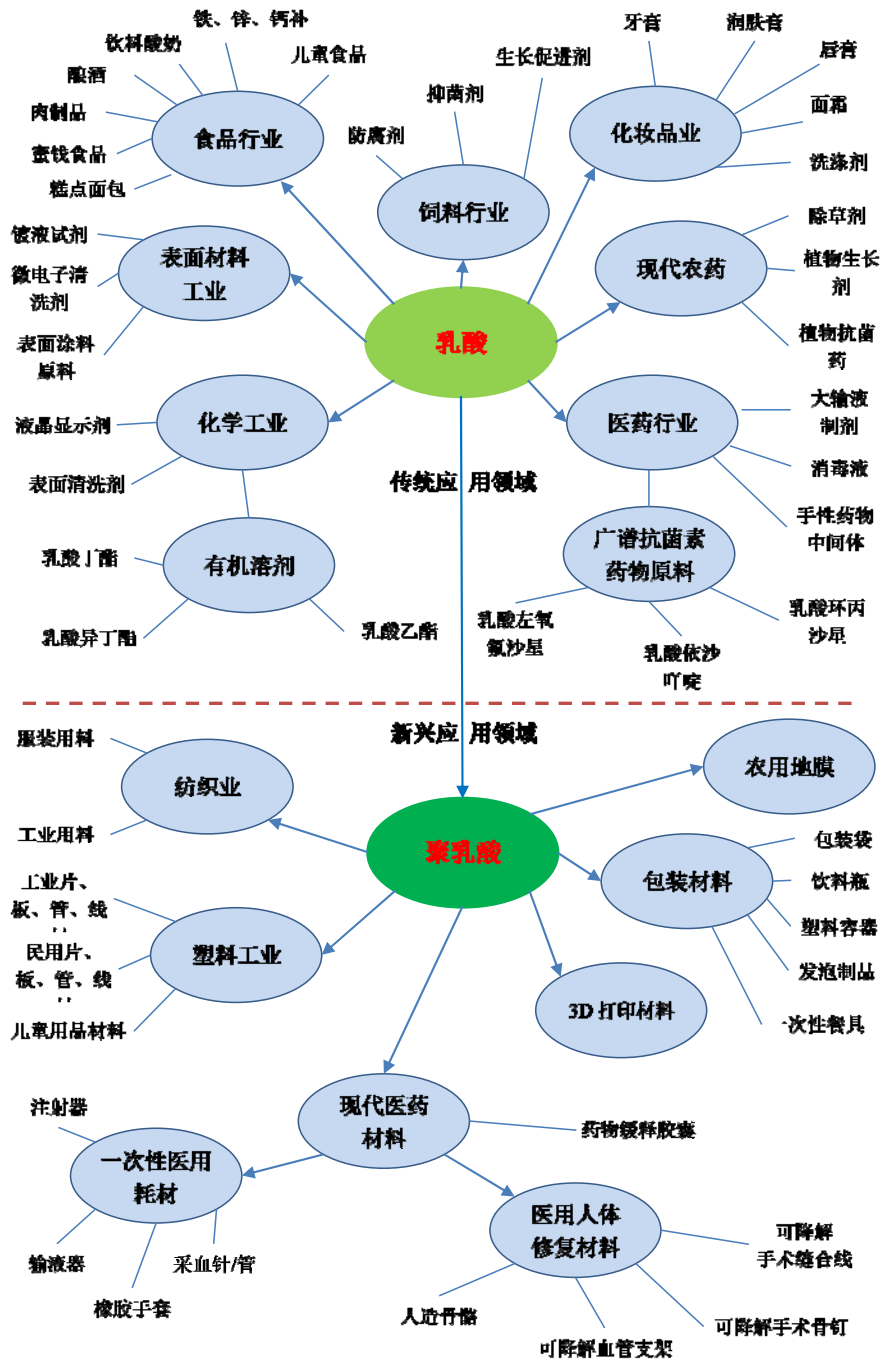 铁、锌、钙补
饮料酸奶
酿酒
肉制品
蜜饯食品
糕点面包
儿童食品
食品行业
防腐剂
抑菌剂
生长促进剂
饲料行业
牙膏
润肤膏
唇膏
面霜
洗涤剂
化妆品业
镀液试剂
微电子清
洗剂
表面涂料
原料
表面材料
工业
乳酸
现代农药
除草剂
植物生长
剂
植物抗菌
药
液晶显示剂
表面清洗剂
化学工业
医药行业
大输液
制剂
消毒液
手性药物
中间体
传统应 用领域
乳酸丁酯
有机溶剂
乳酸异丁酯
乳酸乙酯
广谱抗菌素
药物原料
乳酸左氧
氟沙星
乳酸依沙
吖啶
乳酸环丙
沙星
新兴应 用领域
服装用料
纺织业
工业用料
聚乳酸
农用地膜
包装材料
包装袋
饮料瓶
塑料容器
发泡制品
一次性餐具
工业片、
板、管、线
民用片、
板、管、线
儿童用品材料
塑料工业
3D 打印材料
现代医药
材料
药物缓释胶囊
注射器
一次性医用
耗材
输液器
橡胶手套
采血针/管
医用人体
修复材料
可降解
手术缝合线
人造骨骼
可降解血管支架
可降解手术骨钉